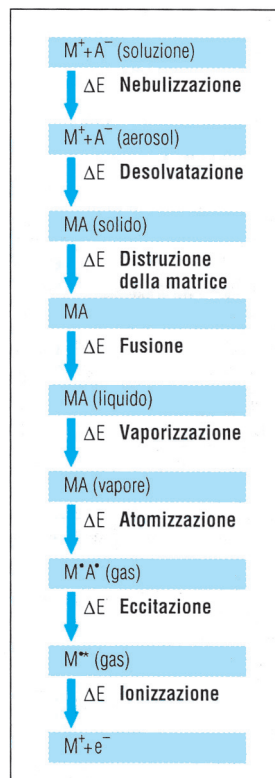 M⁺+A⁻ (soluzione)
ΔE Nebulizzazione
M⁺+A⁻ (aerosol)
ΔE Desolvatazione
MA (solido)
ΔE Distruzione
della matrice
MA
ΔE Fusione
MA (liquido)
ΔE Vaporizzazione
MA (vapore)
ΔE Atomizzazione
M•A• (gas)
ΔE Eccitazione
M•* (gas)
ΔE Ionizzazione
M⁺+e⁻